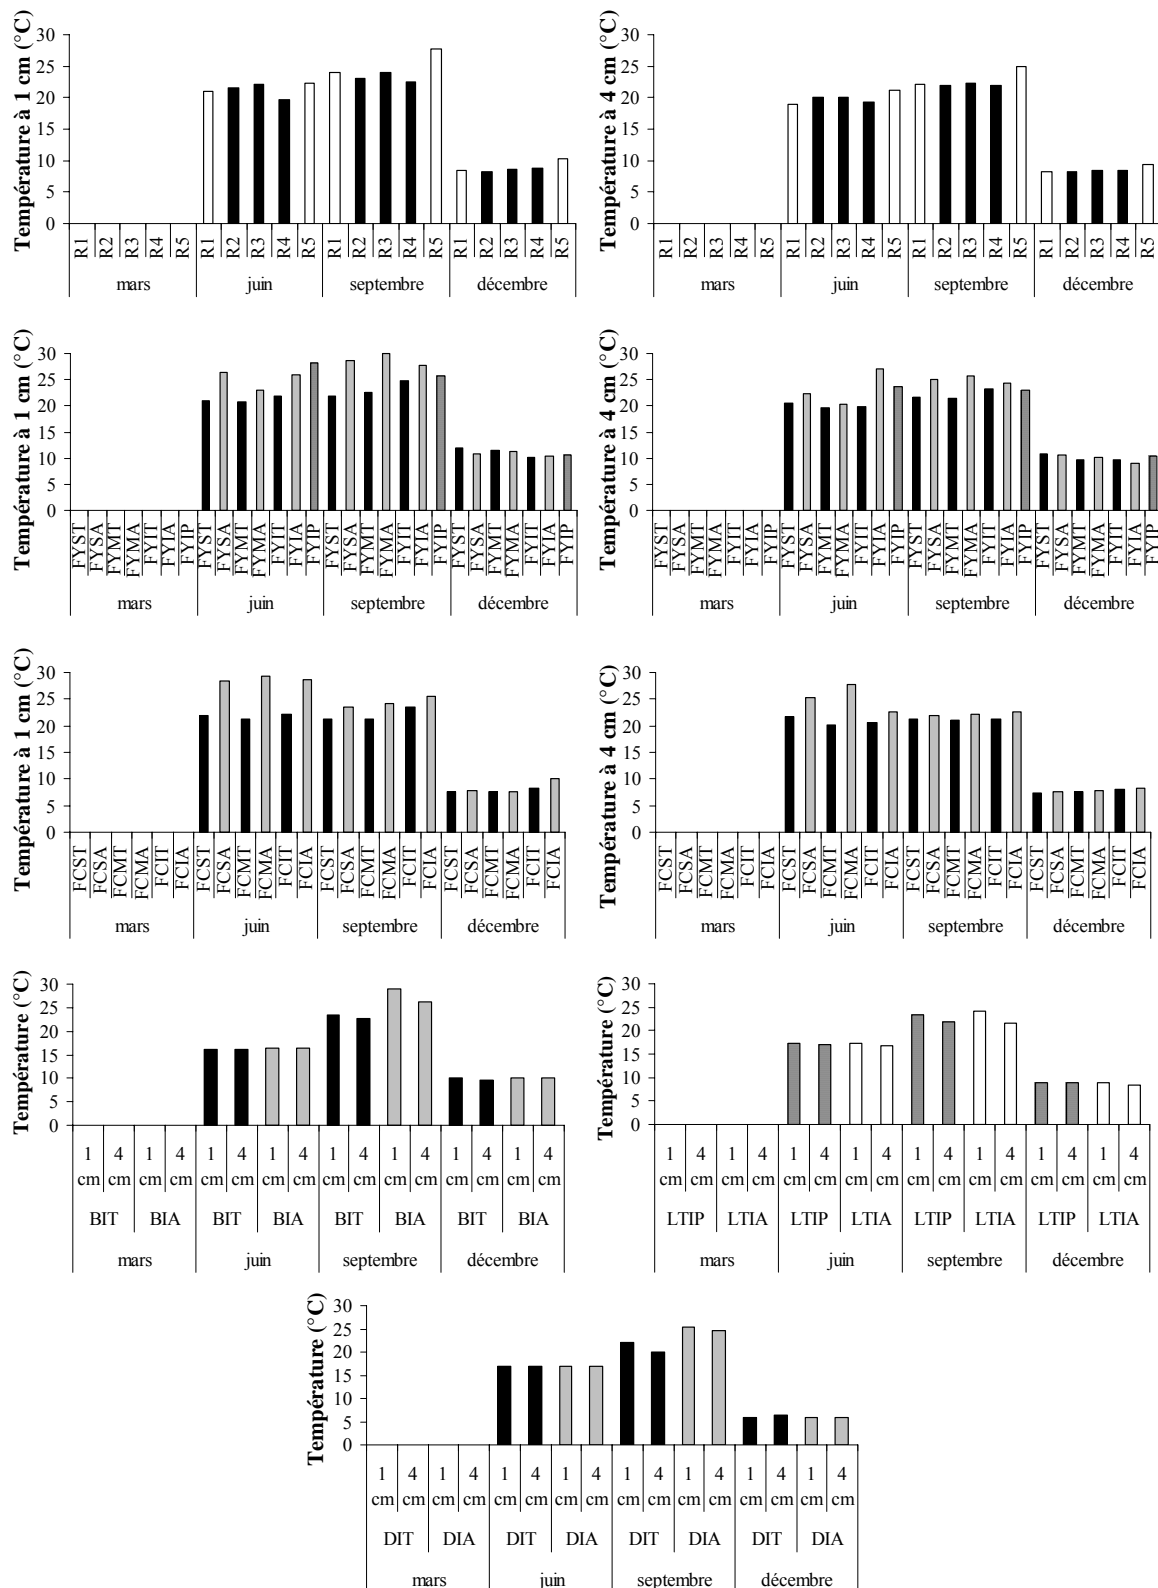 Température à 1 cm (°C)
30
25
20
15
10
5
0
R1 R2 R3 R4 R5 R1 R2 R3 R4 R5 R1 R2 R3 R4 R5 R1 R2 R3 R4 R5
mars juin septembre décembre
Température à 4 cm (°C)
30
25
20
15
10
5
0
R1 R2 R3 R4 R5 R1 R2 R3 R4 R5 R1 R2 R3 R4 R5 R1 R2 R3 R4 R5
mars juin septembre décembre
Température à 1 cm (°C)
30
25
20
15
10
5
0
FYST FYSA FYMT FYMA FYIT FYIA FYIP FYST FYSA FYMT FYMA FYIT FYIA FYIP FYST FYSA FYMT FYMA FYIT FYIA FYIP FYST FYSA FYMT FYMA FYIT FYIA FYIP
mars juin septembre décembre
Température à 4 cm (°C)
30
25
20
15
10
5
0
FYST FYSA FYMT FYMA FYIT FYIA FYIP FYST FYSA FYMT FYMA FYIT FYIA FYIP FYST FYSA FYMT FYMA FYIT FYIA FYIP FYST FYSA FYMT FYMA FYIT FYIA FYIP
mars juin septembre décembre
Température à 1 cm (°C)
30
25
20
15
10
5
0
FCST FCSA FCMT FCMA FCIT FCIA FCST FCSA FCMT FCMA FCIT FCIA FCST FCSA FCMT FCMA FCIT FCIA FCST FCSA FCMT FCMA FCIT FCIA
mars juin septembre décembre
Température à 4 cm (°C)
30
25
20
15
10
5
0
FCST FCSA FCMT FCMA FCIT FCIA FCST FCSA FCMT FCMA FCIT FCIA FCST FCSA FCMT FCMA FCIT FCIA FCST FCSA FCMT FCMA FCIT FCIA
mars juin septembre décembre
Température (°C)
30
25
20
15
10
5
0
1 4 1 4 1 4 1 4 1 4 1 4 1 4 1 4
cm cm cm cm cm cm cm cm cm cm cm cm cm cm cm cm
BIT BIA BIT BIA BIT BIA BIT BIA
mars juin septembre décembre
Température (°C)
30
25
20
15
10
5
0
1 4 1 4 1 4 1 4 1 4 1 4 1 4 1 4
cm cm cm cm cm cm cm cm cm cm cm cm cm cm cm cm
LTIP LTIA LTIP LTIA LTIP LTIA LTIP LTIA
mars juin septembre décembre
Température (°C)
30
25
20
15
10
5
0
1 4 1 4 1 4 1 4 1 4 1 4 1 4 1 4
cm cm cm cm cm cm cm cm cm cm cm cm cm cm cm cm
DIT DIA DIT DIA DIT DIA DIT DIA
mars juin septembre décembre